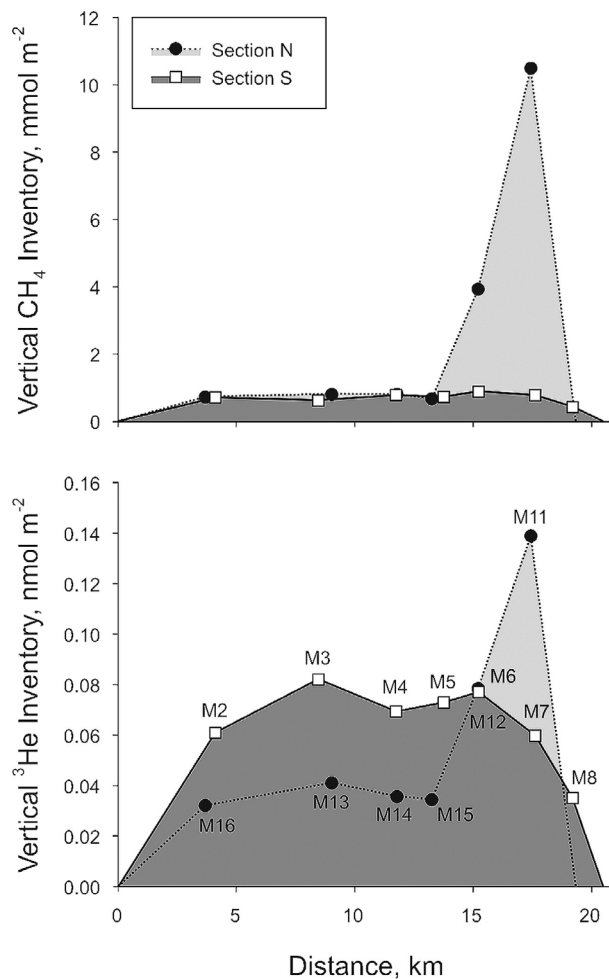 12
10
8
6
4
2
0
Vertical CH4 Inventory, mmol m-2
Section N
Section S
0.16
0.14
0.12
0.10
0.08
0.06
0.04
0.02
0.00
Vertical 3He Inventory, nmol m-2
M11
M3
M6
M2
M4
M5
M12
M7
M8
M16
M13
M14
M15
0 5 10 15 20
Distance, km